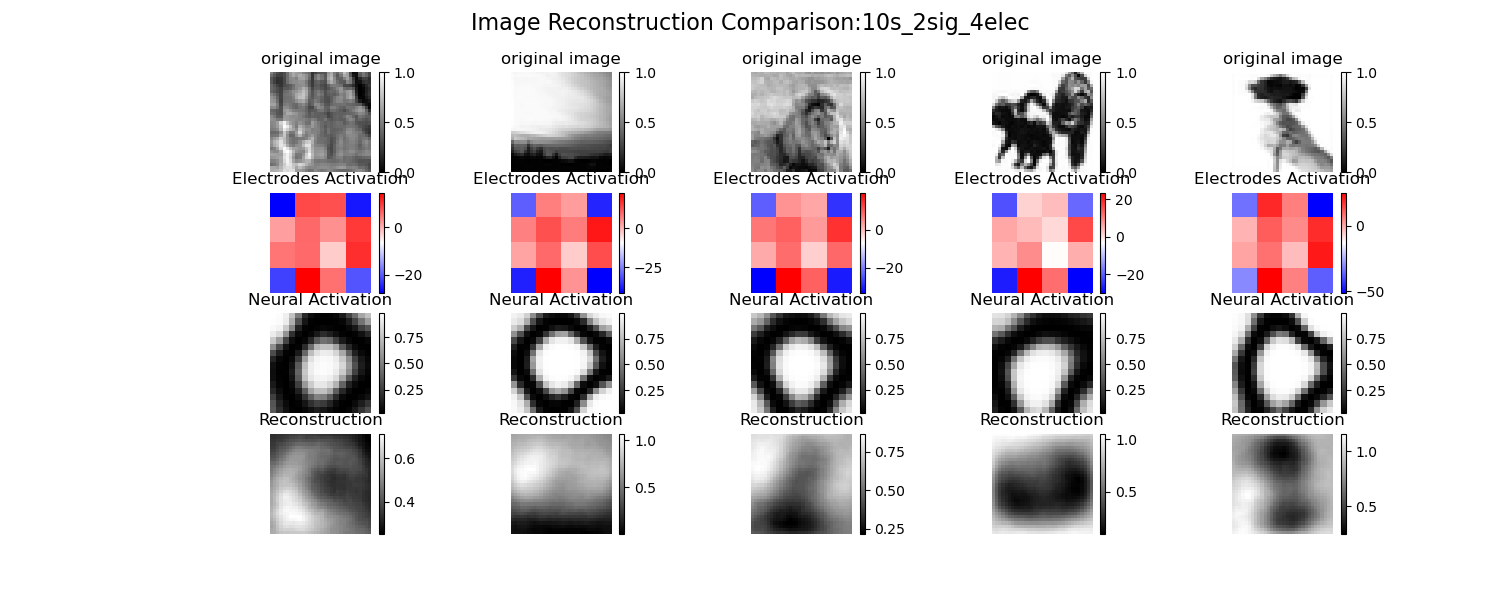 Image Reconstruction Comparison:10s_2sig_4elec
original image original image original image original image original image
1.0 1.0 1.0 1.0 1.0
0.5 0.5 0.5 0.5 0.5
0.0 0.0 0.0 0.0 0.0
Electrodes Activation Electrodes Activation Electrodes Activation Electrodes Activation Electrodes Activation
0 0 0 20 0
−20 −25 −20 0 −50
−20
Neural Activation Neural Activation Neural Activation Neural Activation Neural Activation
0.75 0.75 0.75 0.75 0.75
0.50 0.50 0.50 0.50 0.50
0.25 0.25 0.25 0.25 0.25
Reconstruction Reconstruction Reconstruction Reconstruction Reconstruction
0.6 1.0 0.75 1.0 1.0
0.4 0.5 0.50 0.5 0.5
0.25